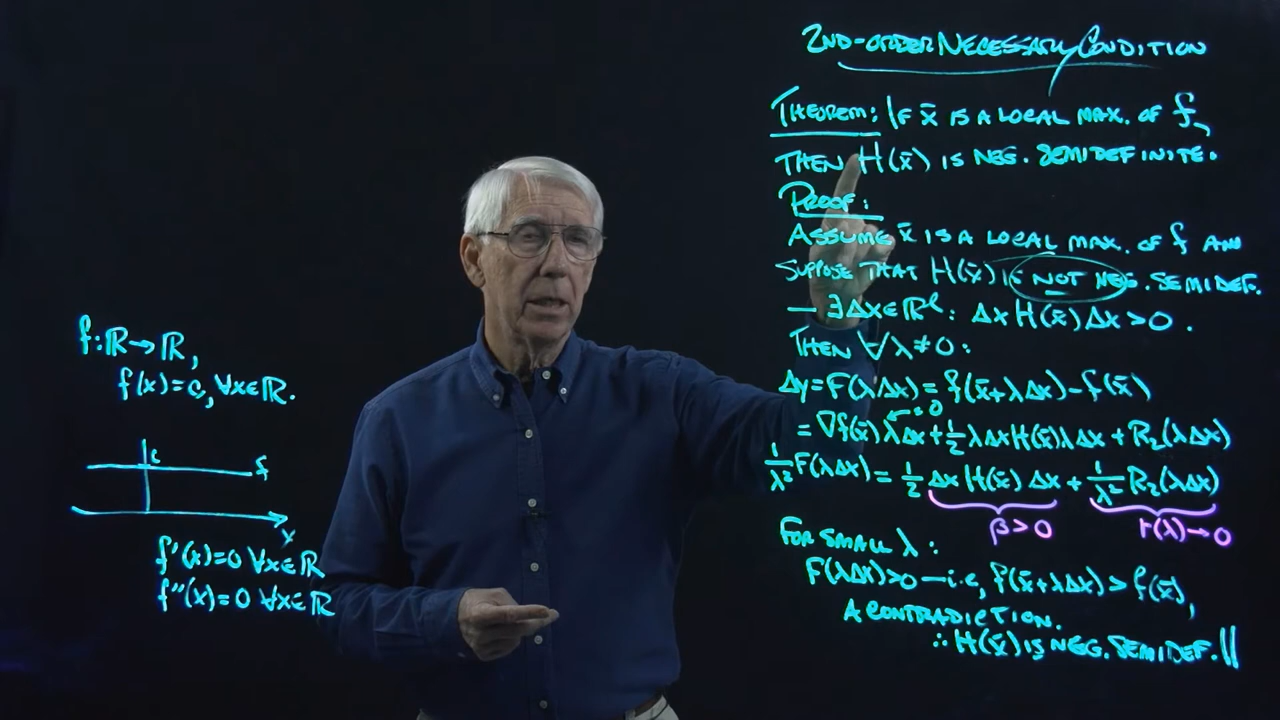 2ND-ORDER NECESSARY CONDITION
THEOREM: IF x̄ IS A LOCAL MAX. OF f,
THEN H(x̄) IS NEG. SEMIDEFINITE.
PROOF:
ASSUME x̄ IS A LOCAL MAX. OF f AND
SUPPOSE THAT H(x̄) IS NOT NEG. SEMIDEF.
— ∃Δx∈ℝˡ: Δx H(x̄) Δx > 0.
THEN ∀λ≠0:
Δy = F(λΔx) = f(x̄+λΔx) − f(x̄)
= ∇f(x̄)λΔx + ½ λΔx H(x̄)λΔx + R₂(λΔx)
← = 0
1/λ² F(λΔx) = ½ Δx H(x̄) Δx + 1/λ² R₂(λΔx)
β > 0
r(λ) → 0
FOR SMALL λ:
F(λΔx) > 0 — i.e., f(x̄+λΔx) > f(x̄),
A CONTRADICTION.
∴ H(x̄) IS NEG. SEMIDEF. ||
f: ℝ → ℝ,
f(x) = c, ∀x∈ℝ.
c
f
x
f'(x) = 0 ∀x∈ℝ
f''(x) = 0 ∀x∈ℝ